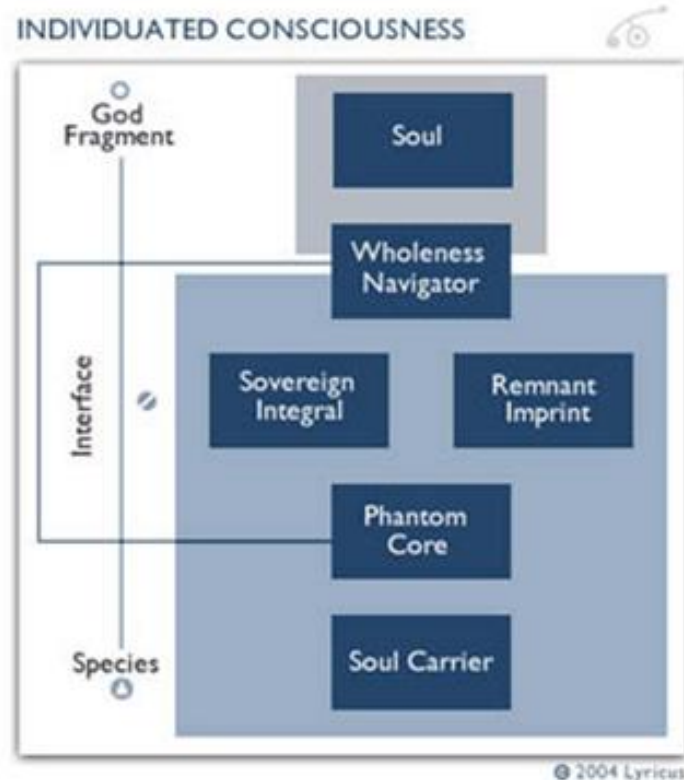 INDIVIDUATED CONSCIOUSNESS
God
Fragment
Soul
Wholeness
Navigator
Interface
Sovereign
Integral
Remnant
Imprint
Phantom
Core
Species
Soul Carrier
© 2004 Lyricus